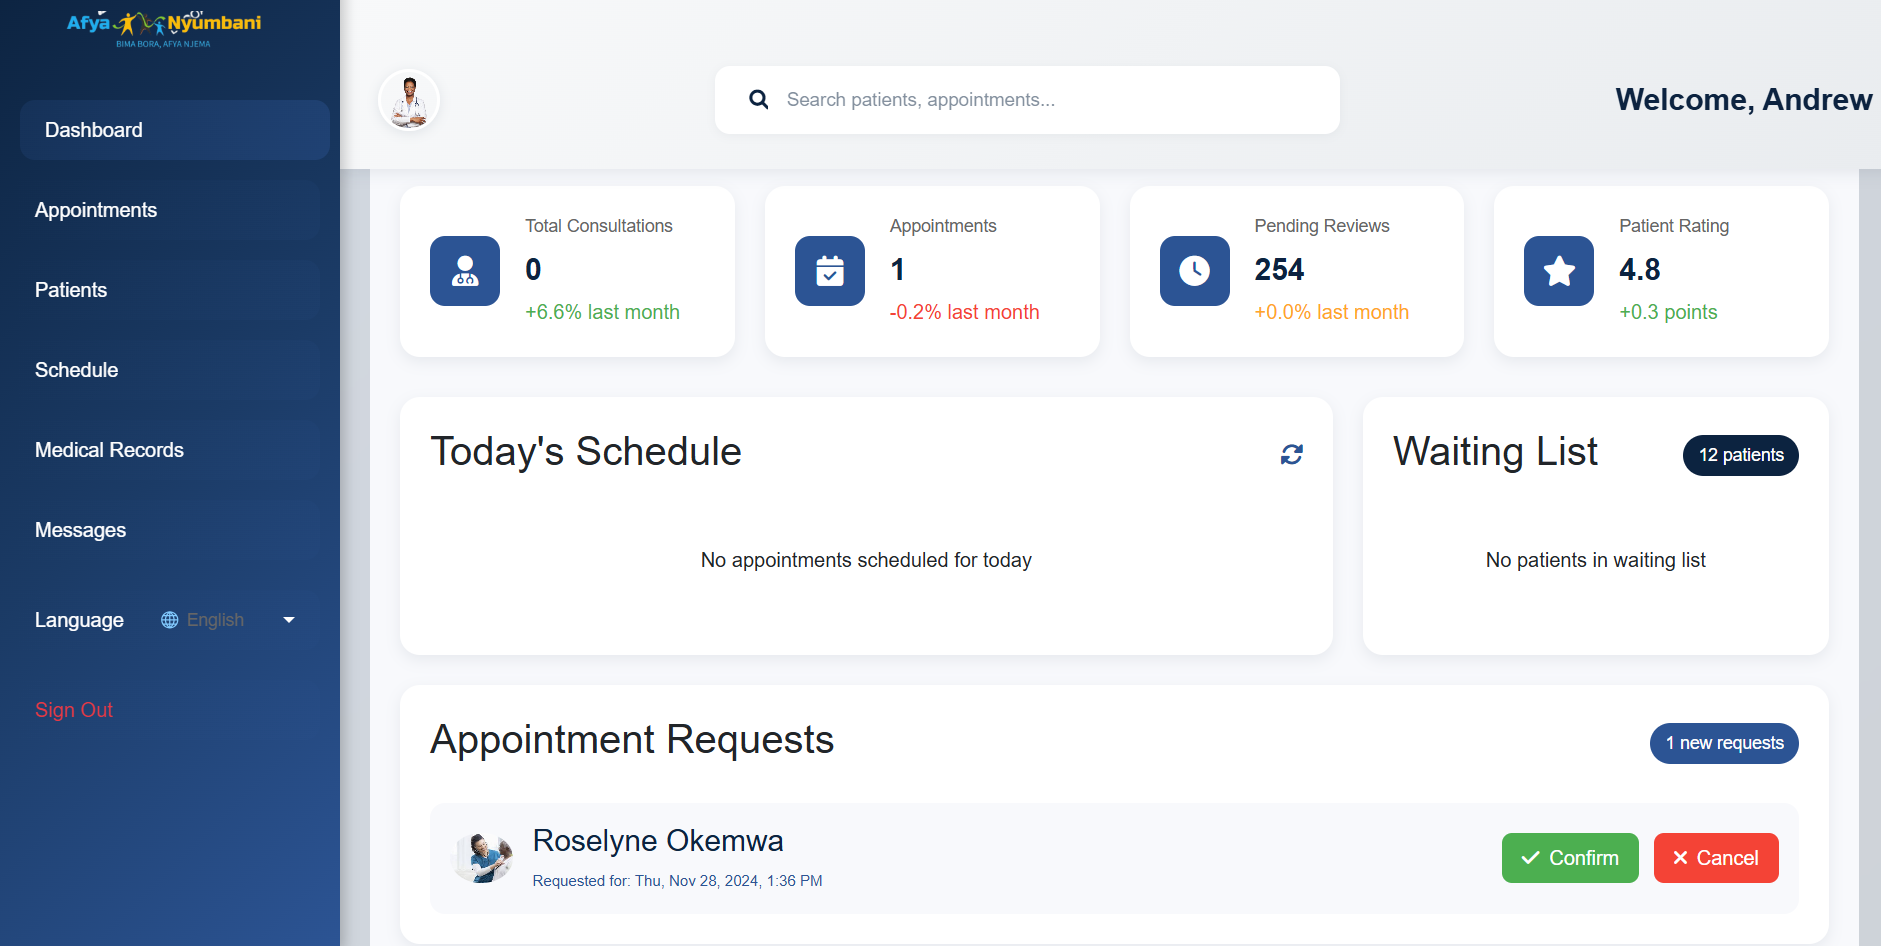 Afya Nyumbani
BIMA BORA, AFYA NJEMA
Dashboard
Appointments
Patients
Schedule
Medical Records
Messages
Language English
Sign Out
Search patients, appointments...
Welcome, Andrew
Total Consultations
0
+6.6% last month
Appointments
1
-0.2% last month
Pending Reviews
254
+0.0% last month
Patient Rating
4.8
+0.3 points
Today's Schedule
No appointments scheduled for today
Waiting List
12 patients
No patients in waiting list
Appointment Requests
1 new requests
Roselyne Okemwa
Requested for: Thu, Nov 28, 2024, 1:36 PM
Confirm
Cancel